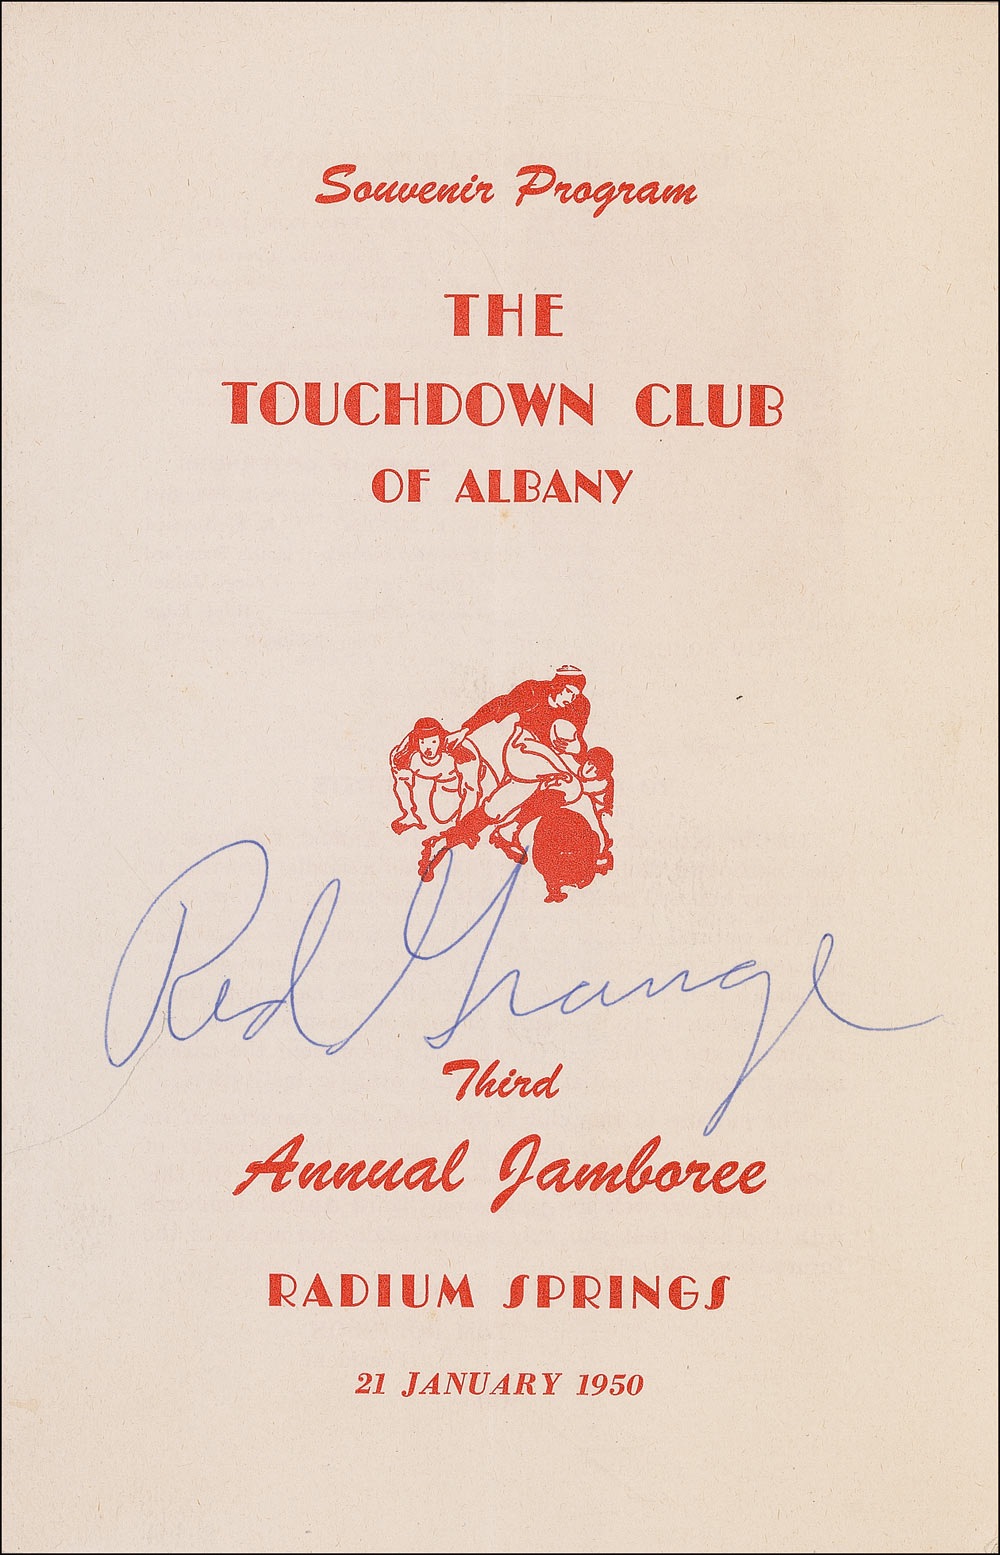 Souvenir Program
THE
TOUCHDOWN CLUB
OF ALBANY
Red Grange
Third
Annual Jamboree
RADIUM SPRINGS
21 JANUARY 1950